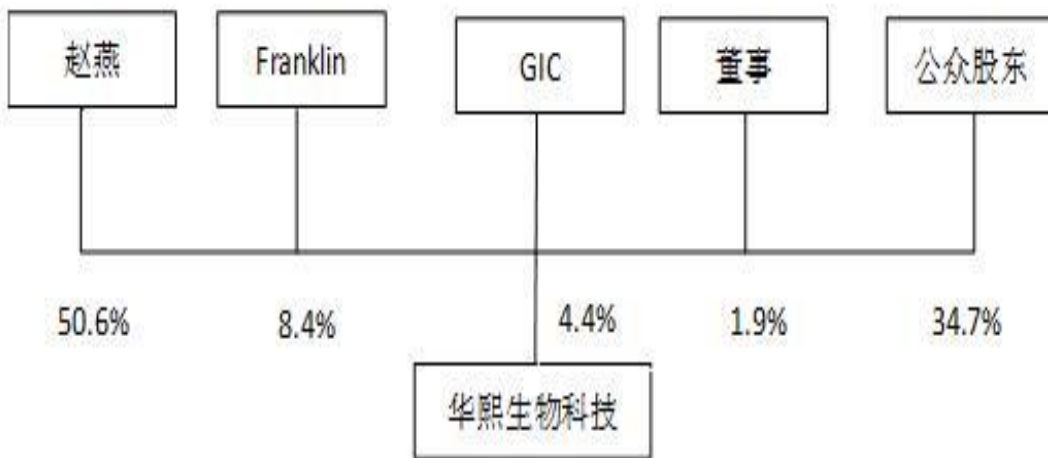 赵燕
Franklin
GIC
董事
公众股东
50.6%
8.4%
4.4%
1.9%
34.7%
华熙生物科技